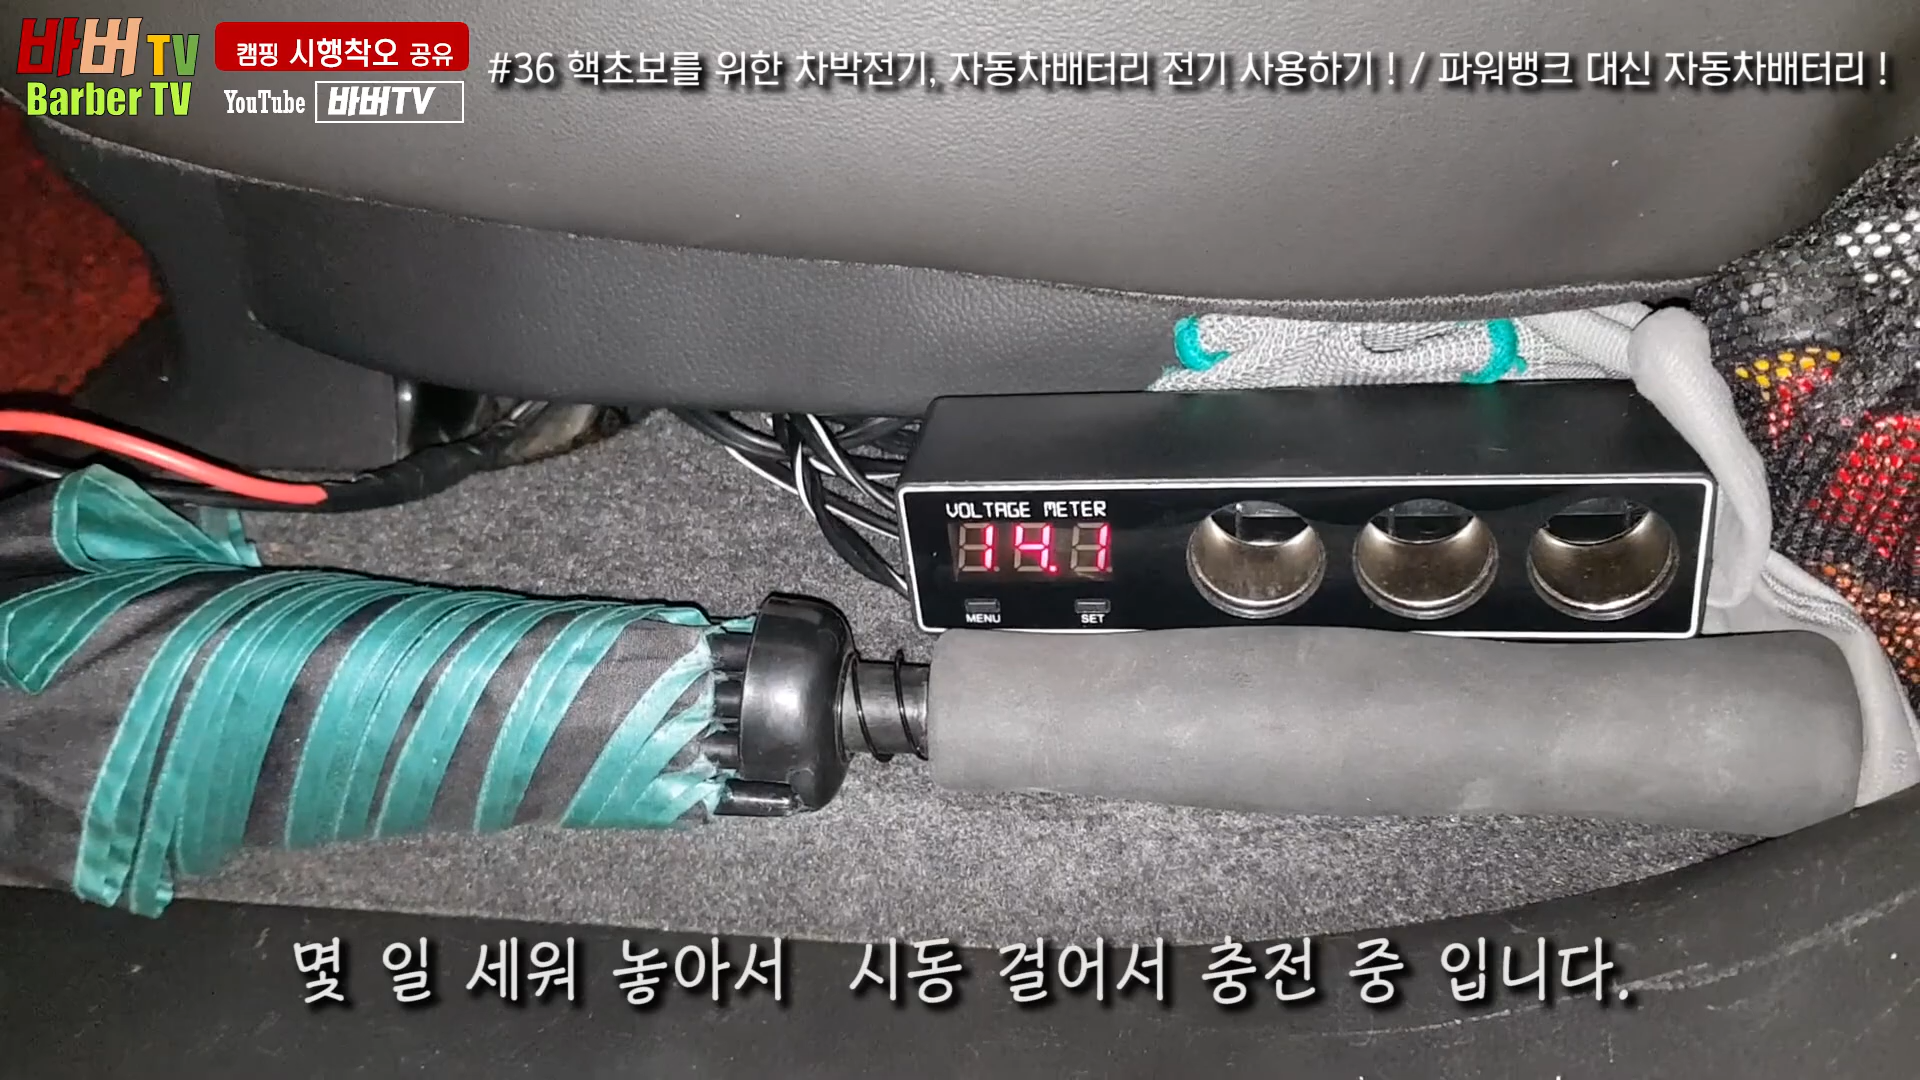 바버 TV
Barber TV
캠핑 시행착오 공유
YouTube 바버TV
#36 핵초보를 위한 차박전기, 자동차배터리 전기 사용하기 ! / 파워뱅크 대신 자동차배터리 !
VOLTAGE METER
14.1
MENU SET
몇 일 세워 놓아서 시동 걸어서 충전 중 입니다.